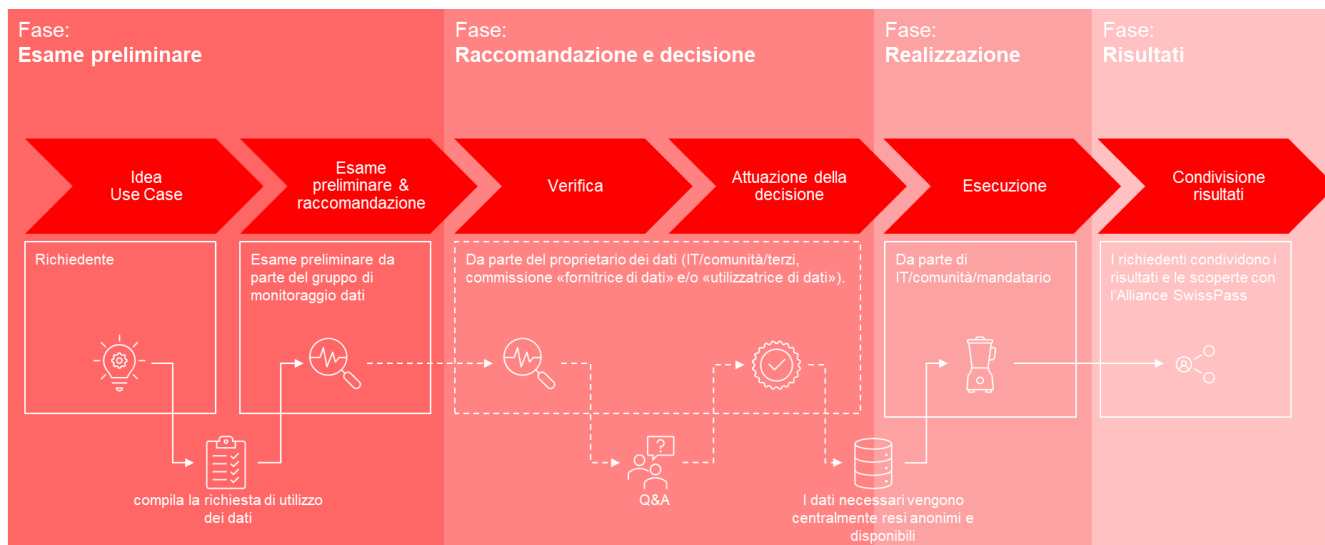 Fase:
Esame preliminare
Fase:
Raccomandazione e decisione
Fase:
Realizzazione
Fase:
Risultati
Idea
Use Case
Esame
preliminare &
raccomandazione
Verifica
Attuazione della
decisione
Esecuzione
Condivisione
risultati
Richiedente
Esame preliminare da
parte del gruppo di
monitoraggio dati
Da parte del proprietario dei dati (IT/comunità/terzi,
commissione «fornitrice di dati» e/o «utilizzatrice di dati»).
Da parte di
IT/comunità/mandatario
I richiedenti condividono i
risultati e le scoperte con
l'Alliance SwissPass
?
compila la richiesta di utilizzo
dei dati
Q&A
I dati necessari vengono
centralmente resi anonimi e
disponibili